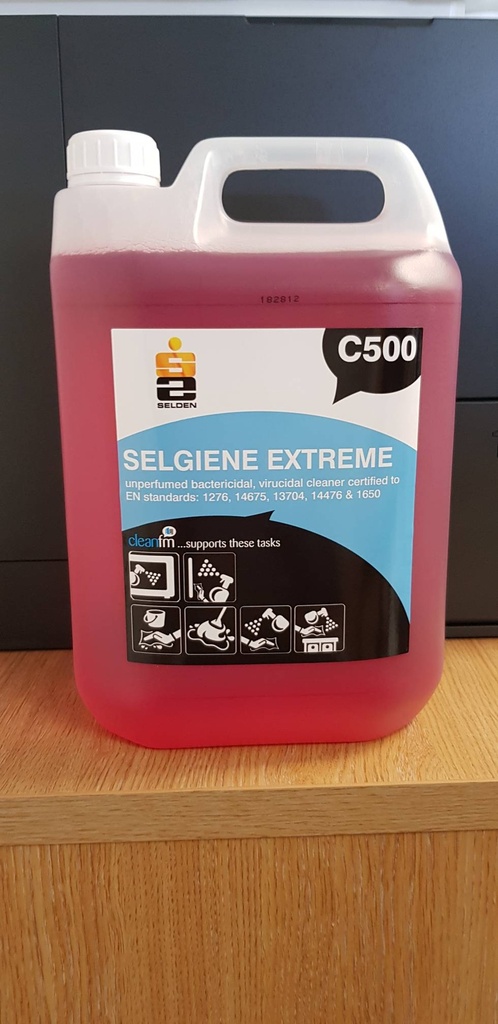 182812
C500
SELDEN
SELGIENE EXTREME
unperfumed bactericidal, virucidal cleaner certified to
EN standards: 1276, 14675, 13704, 14476 & 1650
cleanfm ...supports these tasks